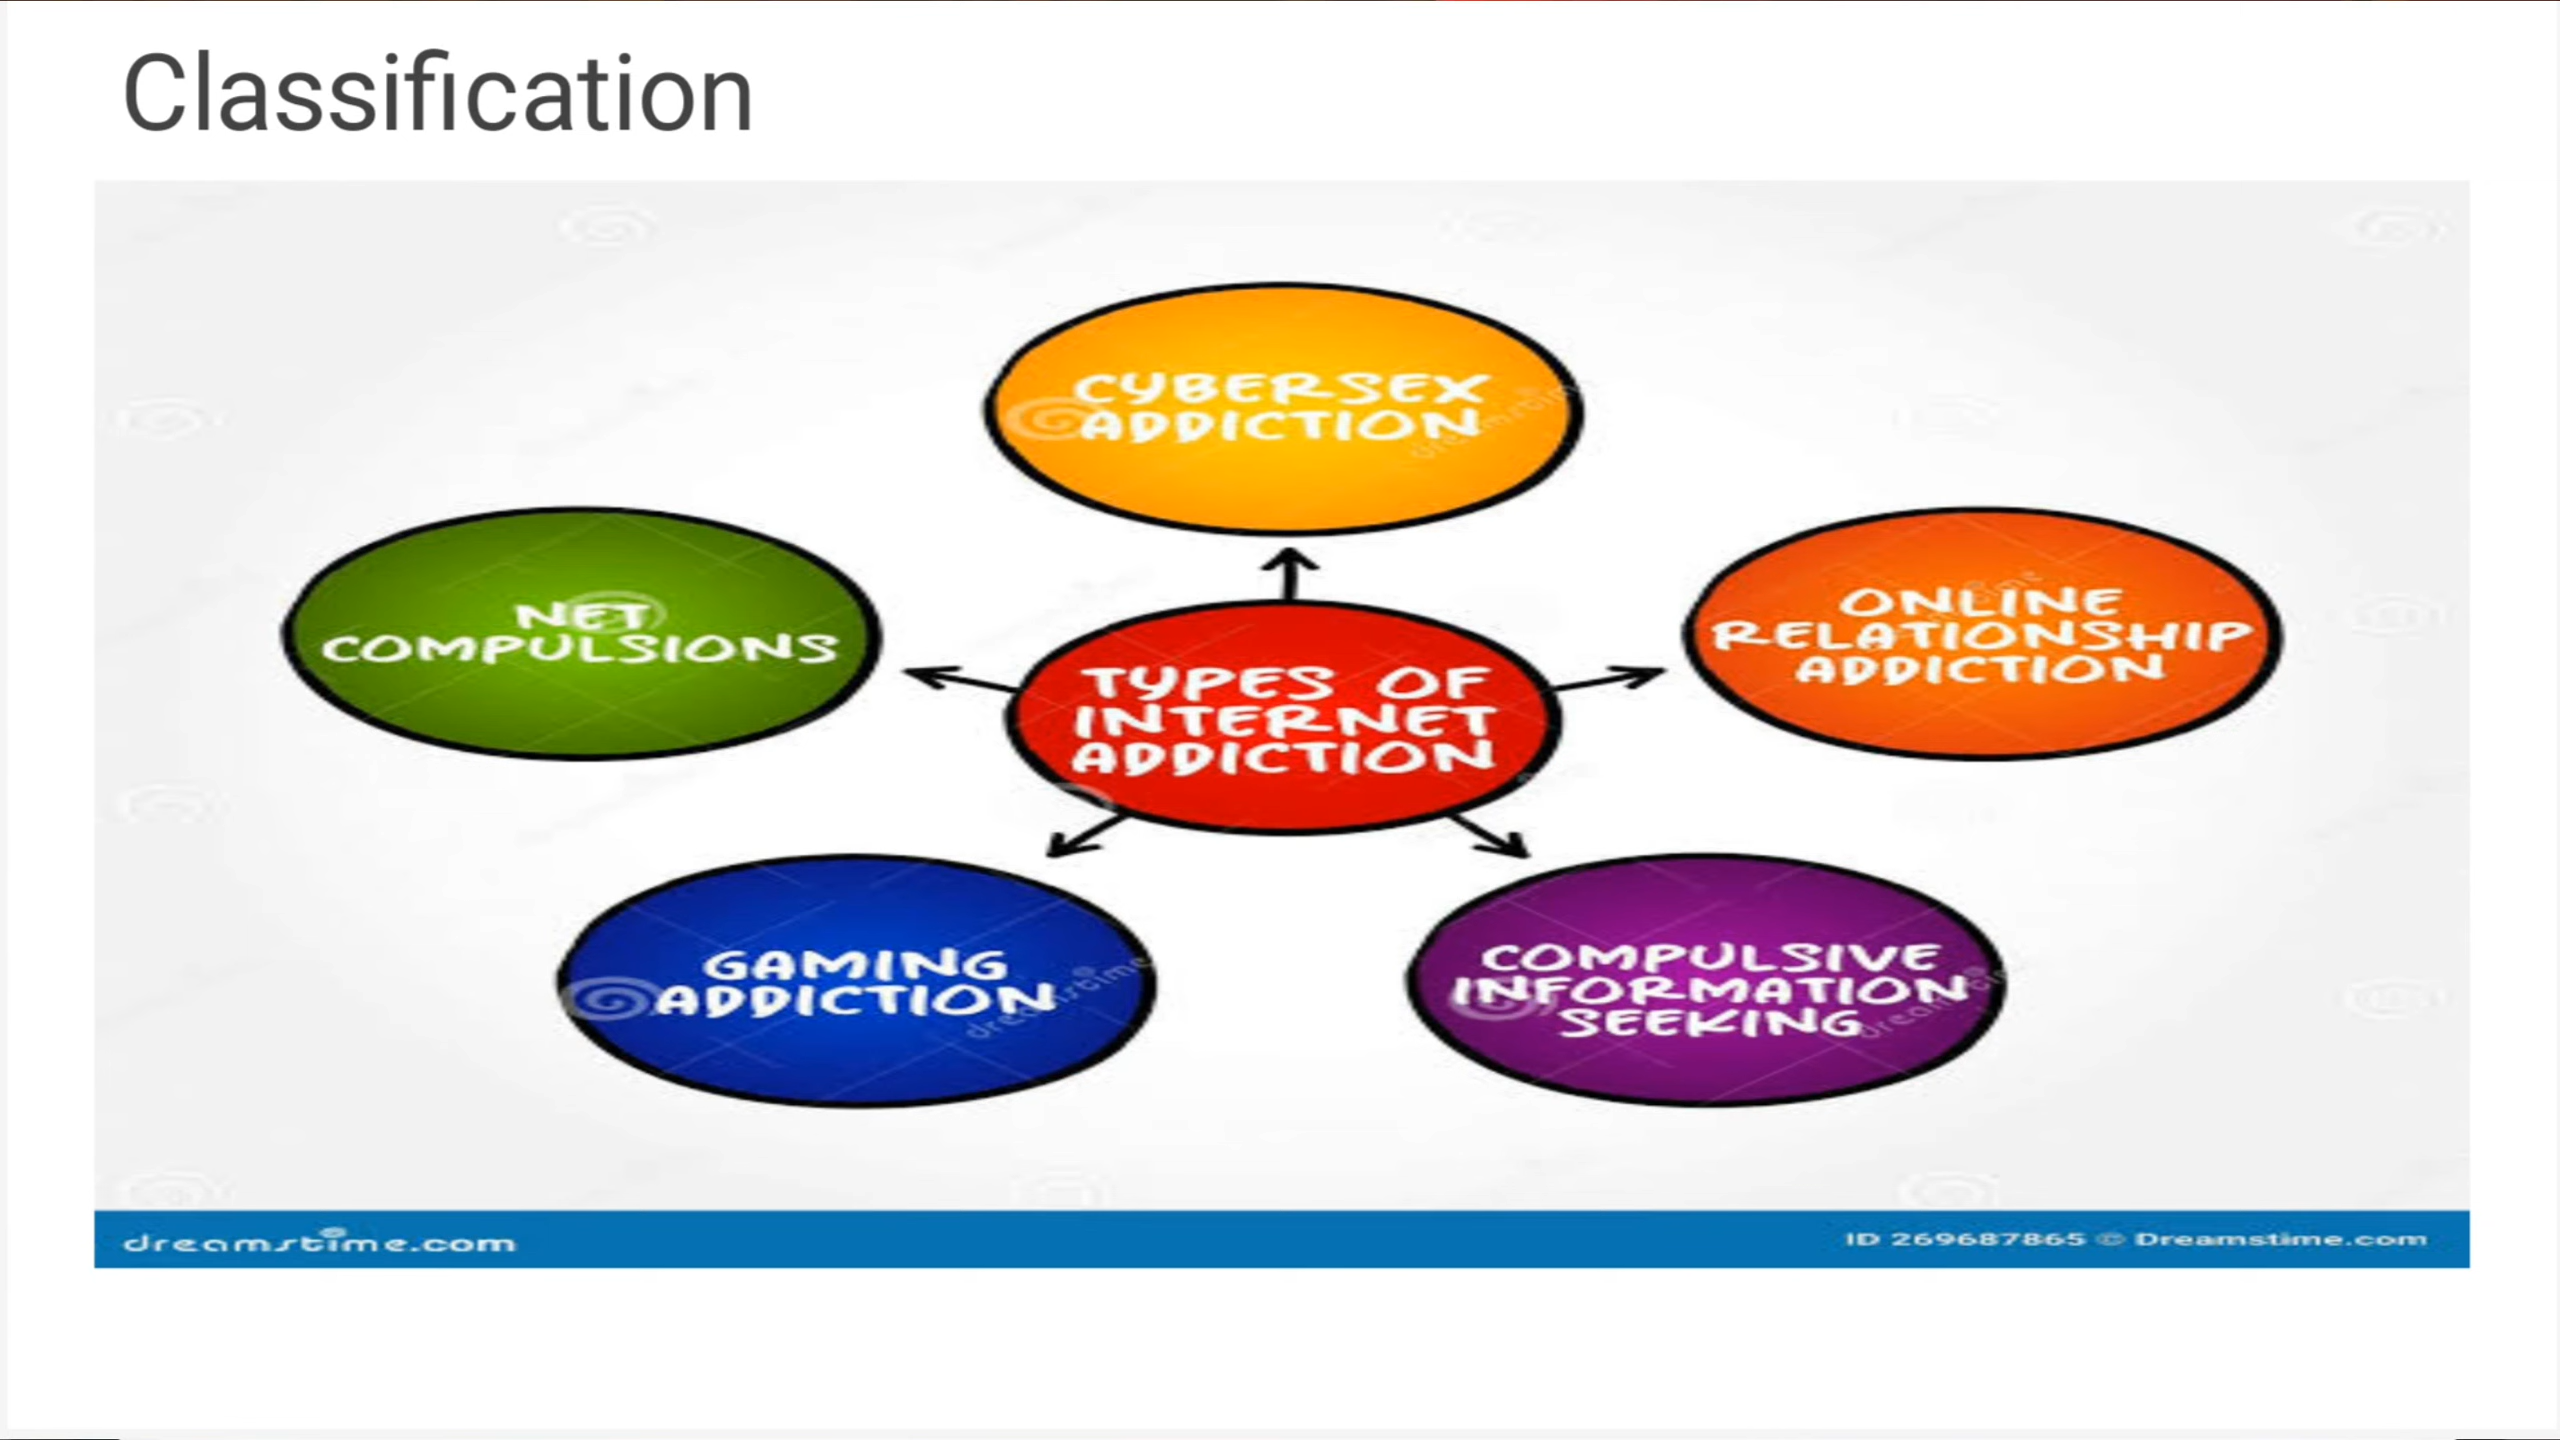 Classification
CYBERSEX
ADDICTION
NET
COMPULSIONS
ONLINE
RELATIONSHIP
ADDICTION
TYPES OF
INTERNET
ADDICTION
GAMING
ADDICTION
COMPULSIVE
INFORMATION
SEEKING
dreamstime.com
ID 269687865 © Dreamstime.com